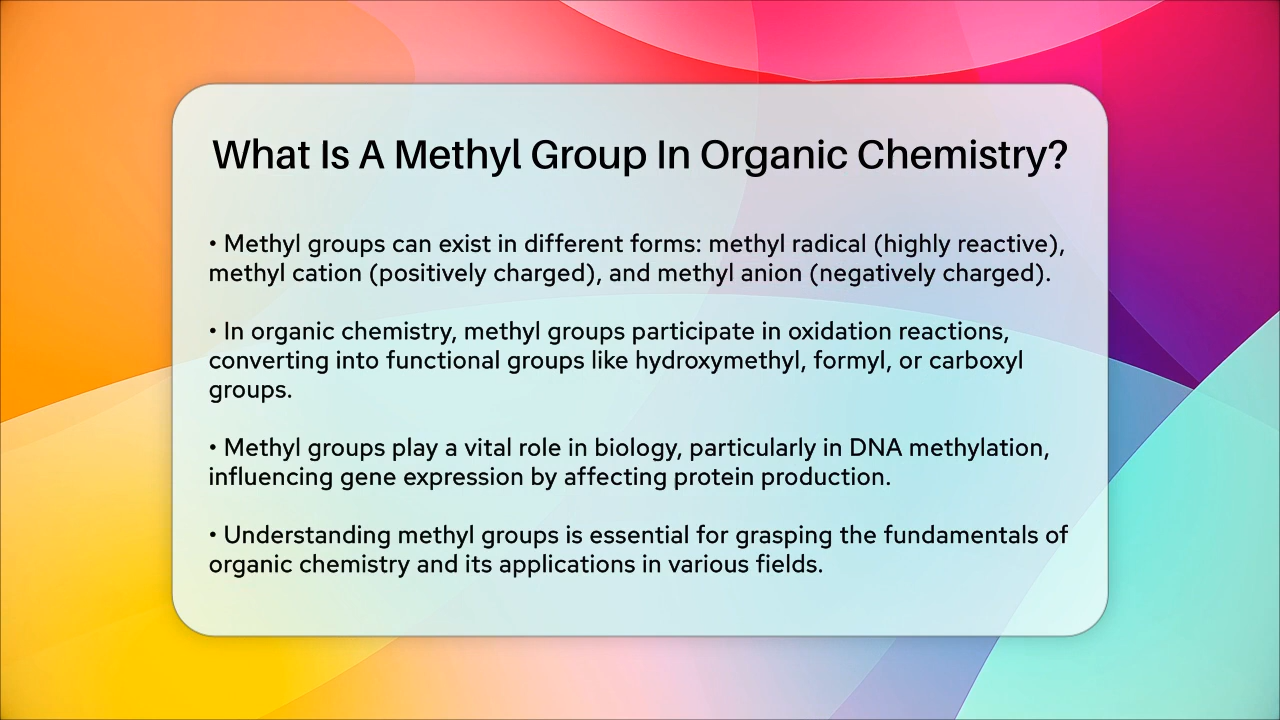 What Is A Methyl Group In Organic Chemistry?
• Methyl groups can exist in different forms: methyl radical (highly reactive),
methyl cation (positively charged), and methyl anion (negatively charged).
• In organic chemistry, methyl groups participate in oxidation reactions,
converting into functional groups like hydroxymethyl, formyl, or carboxyl
groups.
• Methyl groups play a vital role in biology, particularly in DNA methylation,
influencing gene expression by affecting protein production.
• Understanding methyl groups is essential for grasping the fundamentals of
organic chemistry and its applications in various fields.